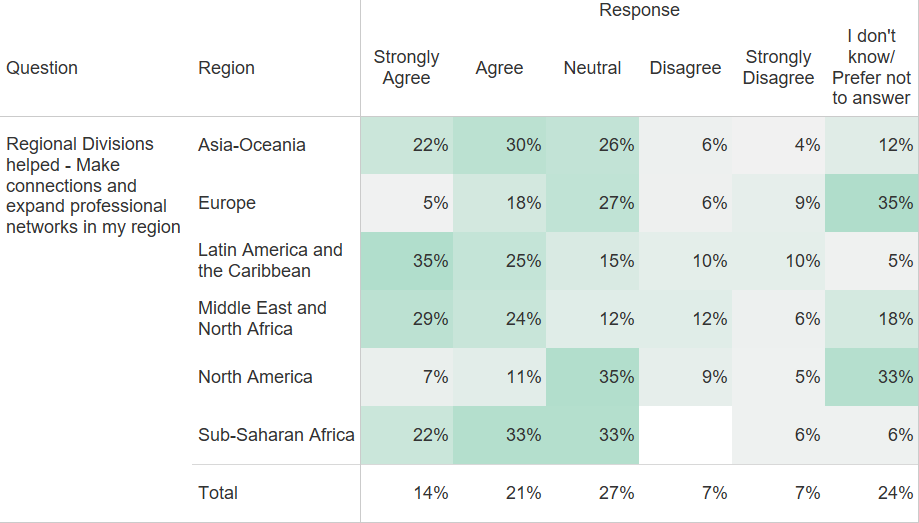 Response
Question Region Strongly Agree Agree Neutral Disagree Strongly Disagree I don't know/ Prefer not to answer
Regional Divisions helped - Make connections and expand professional networks in my region
Asia-Oceania 22% 30% 26% 6% 4% 12%
Europe 5% 18% 27% 6% 9% 35%
Latin America and the Caribbean 35% 25% 15% 10% 10% 5%
Middle East and North Africa 29% 24% 12% 12% 6% 18%
North America 7% 11% 35% 9% 5% 33%
Sub-Saharan Africa 22% 33% 33% 6% 6%
Total 14% 21% 27% 7% 7% 24%